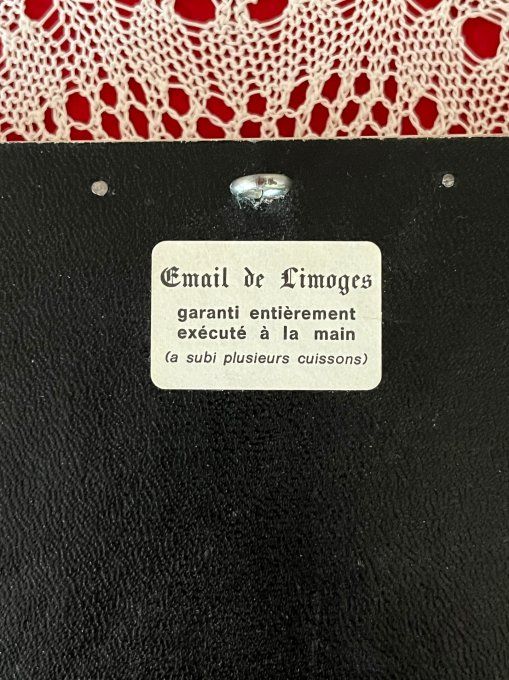 Email de Limoges
garanti entièrement
exécuté à la main
(a subi plusieurs cuissons)